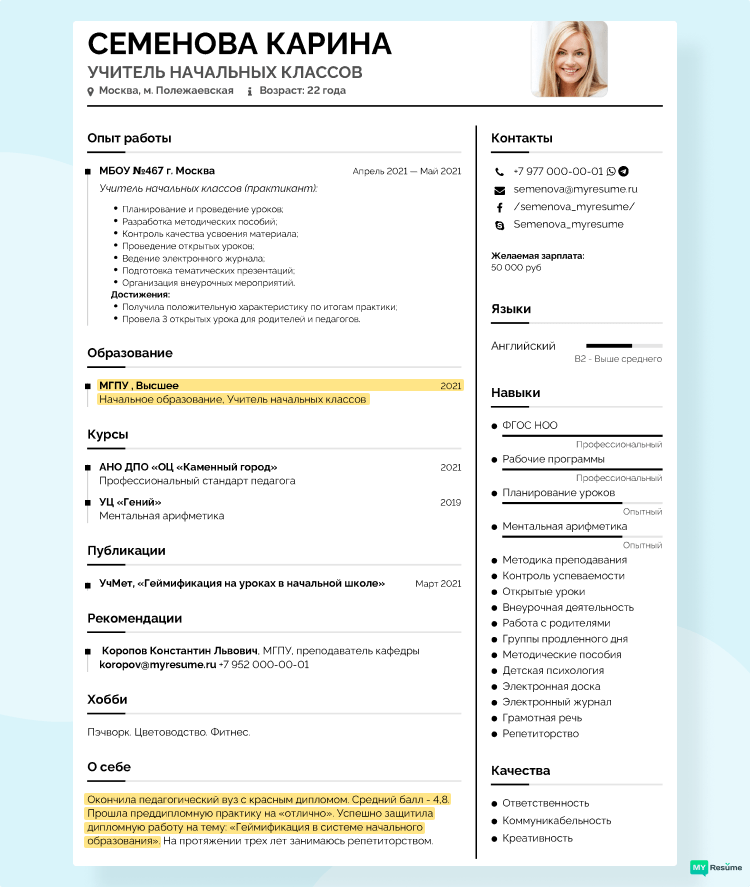 СЕМЕНОВА КАРИНА
УЧИТЕЛЬ НАЧАЛЬНЫХ КЛАССОВ
Москва, м. Полежаевская Возраст: 22 года
Опыт работы
МБОУ №467 г. Москва Апрель 2021 — Май 2021
Учитель начальных классов (практикант):
Планирование и проведение уроков;
Разработка методических пособий;
Контроль качества усвоения материала;
Проведение открытых уроков;
Ведение электронного журнала;
Подготовка тематических презентаций;
Организация внеурочных мероприятий.
Достижения:
Получила положительную характеристику по итогам практики;
Провела 3 открытых урока для родителей и педагогов.
Образование
МГПУ , Высшее 2021
Начальное образование, Учитель начальных классов
Курсы
АНО ДПО «ОЦ «Каменный город» 2021
Профессиональный стандарт педагога
УЦ «Гений» 2019
Ментальная арифметика
Публикации
УчМет, «Геймификация на уроках в начальной школе» Март 2021
Рекомендации
Коропов Константин Львович, МГПУ, преподаватель кафедры
koropov@myresume.ru +7 952 000-00-01
Хобби
Пэчворк. Цветоводство. Фитнес.
О себе
Окончила педагогический вуз с красным дипломом. Средний балл - 4,8.
Прошла преддипломную практику на «отлично». Успешно защитила
дипломную работу на тему: «Геймификация в системе начального
образования». На протяжении трех лет занимаюсь репетиторством.
Контакты
+7 977 000-00-01
semenova@myresume.ru
/semenova_myresume/
Semenova_myresume
Желаемая зарплата:
50 000 руб
Языки
Английский
B2 - Выше среднего
Навыки
ФГОС НОО
Профессиональный
Рабочие программы
Профессиональный
Планирование уроков
Опытный
Ментальная арифметика
Опытный
Методика преподавания
Контроль успеваемости
Открытые уроки
Внеурочная деятельность
Работа с родителями
Группы продленного дня
Методические пособия
Детская психология
Электронная доска
Электронный журнал
Грамотная речь
Репетиторство
Качества
Ответственность
Коммуникабельность
Креативность
MY Resume